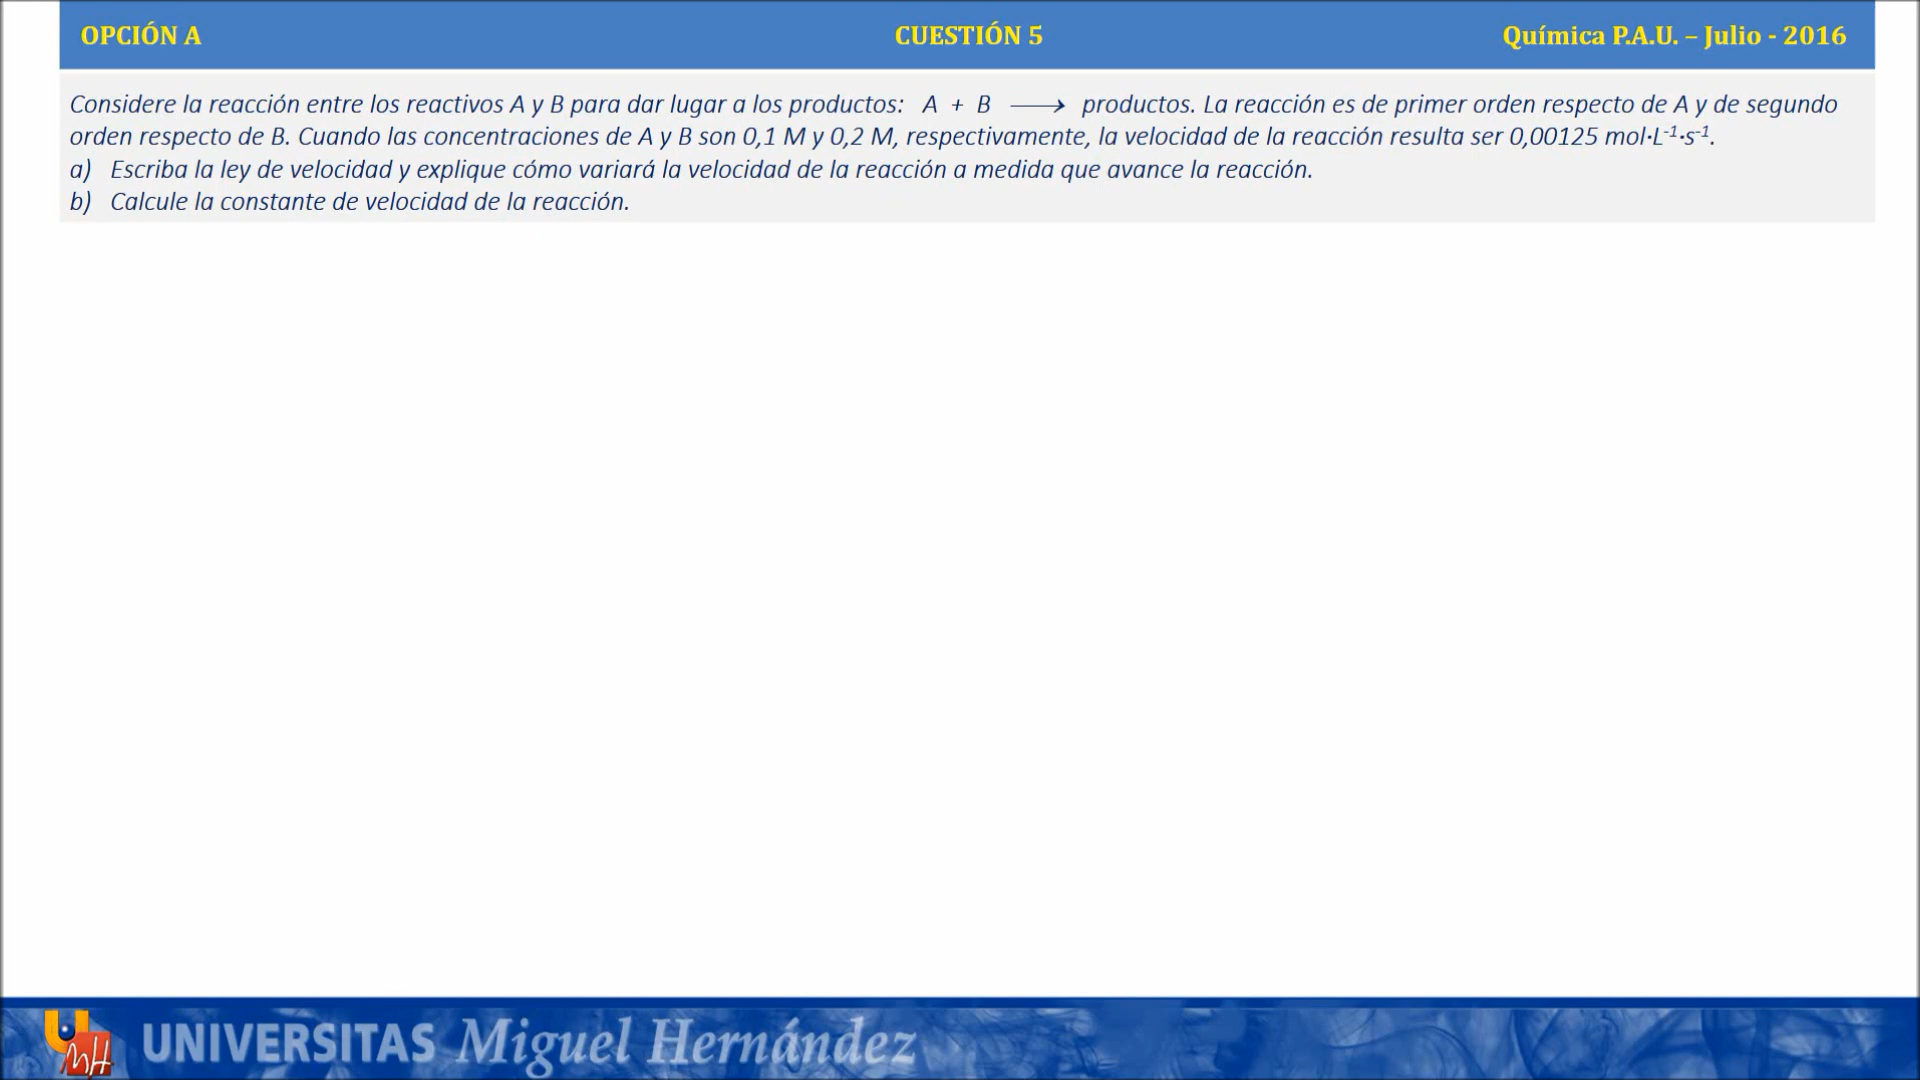 OPCIÓN A CUESTIÓN 5 Química P.A.U. – Julio - 2016
Considere la reacción entre los reactivos A y B para dar lugar a los productos: A + B ⟶ productos. La reacción es de primer orden respecto de A y de segundo
orden respecto de B. Cuando las concentraciones de A y B son 0,1 M y 0,2 M, respectivamente, la velocidad de la reacción resulta ser 0,00125 mol·L⁻¹·s⁻¹.
a) Escriba la ley de velocidad y explique cómo variará la velocidad de la reacción a medida que avance la reacción.
b) Calcule la constante de velocidad de la reacción.
UNIVERSITAS Miguel Hernández